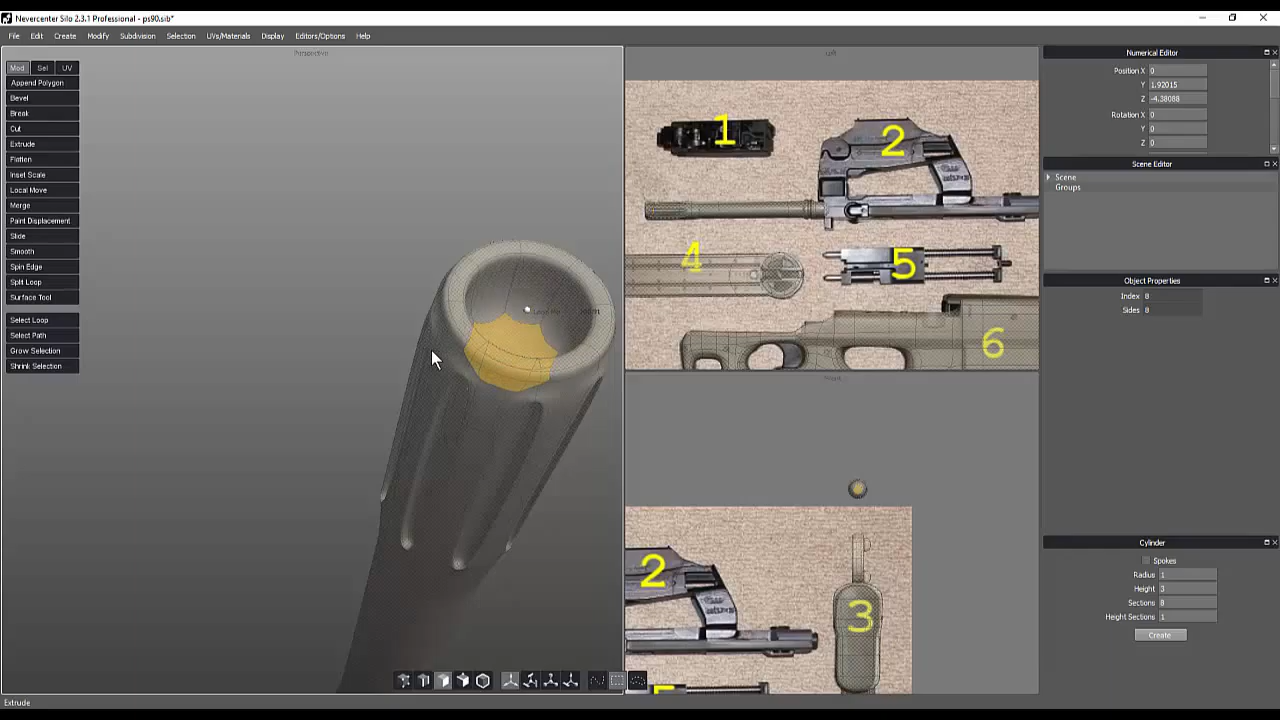 Nevercenter Silo 2.3.1 Professional - ps90.sib*
File Edit Create Modify Subdivision Selection UVs/Materials Display Editors/Options Help
Perspective
Left
Numerical Editor
Mod Sel UV
Append Polygon
Bevel
Break
Cut
Extrude
Flatten
Inset Scale
Local Move
Merge
Paint Displacement
Slide
Smooth
Spin Edge
Split Loop
Surface Tool
Select Loop
Select Path
Grow Selection
Shrink Selection
1
2
4
5
6
2
3
Position X 0
Y 1.92015
Z -4.38088
Rotation X 0
Y 0
Z 0
Scene Editor
Scene
Groups
Object Properties
Index 8
Sides 8
Cylinder
Spokes
Radius 1
Height 3
Sections 8
Height Sections 1
Create
Extrude